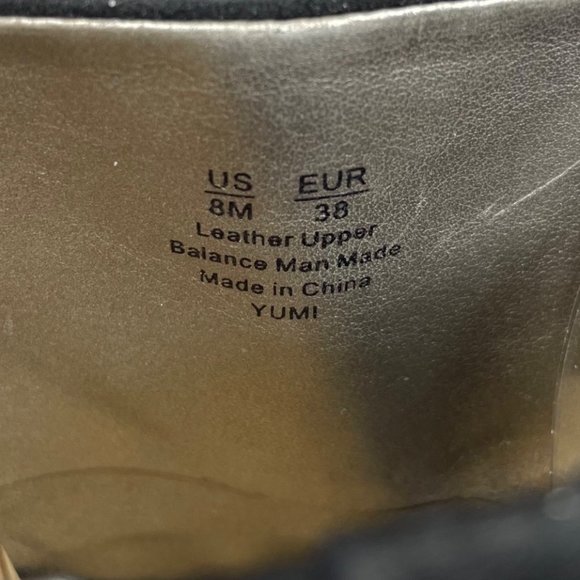 US EUR
8M 38
Leather Upper
Balance Man Made
Made in China
YUMI